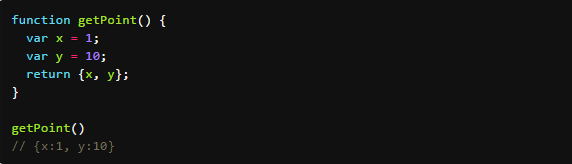 function getPoint() {
  var x = 1;
  var y = 10;
  return {x, y};
}

getPoint()
// {x:1, y:10}